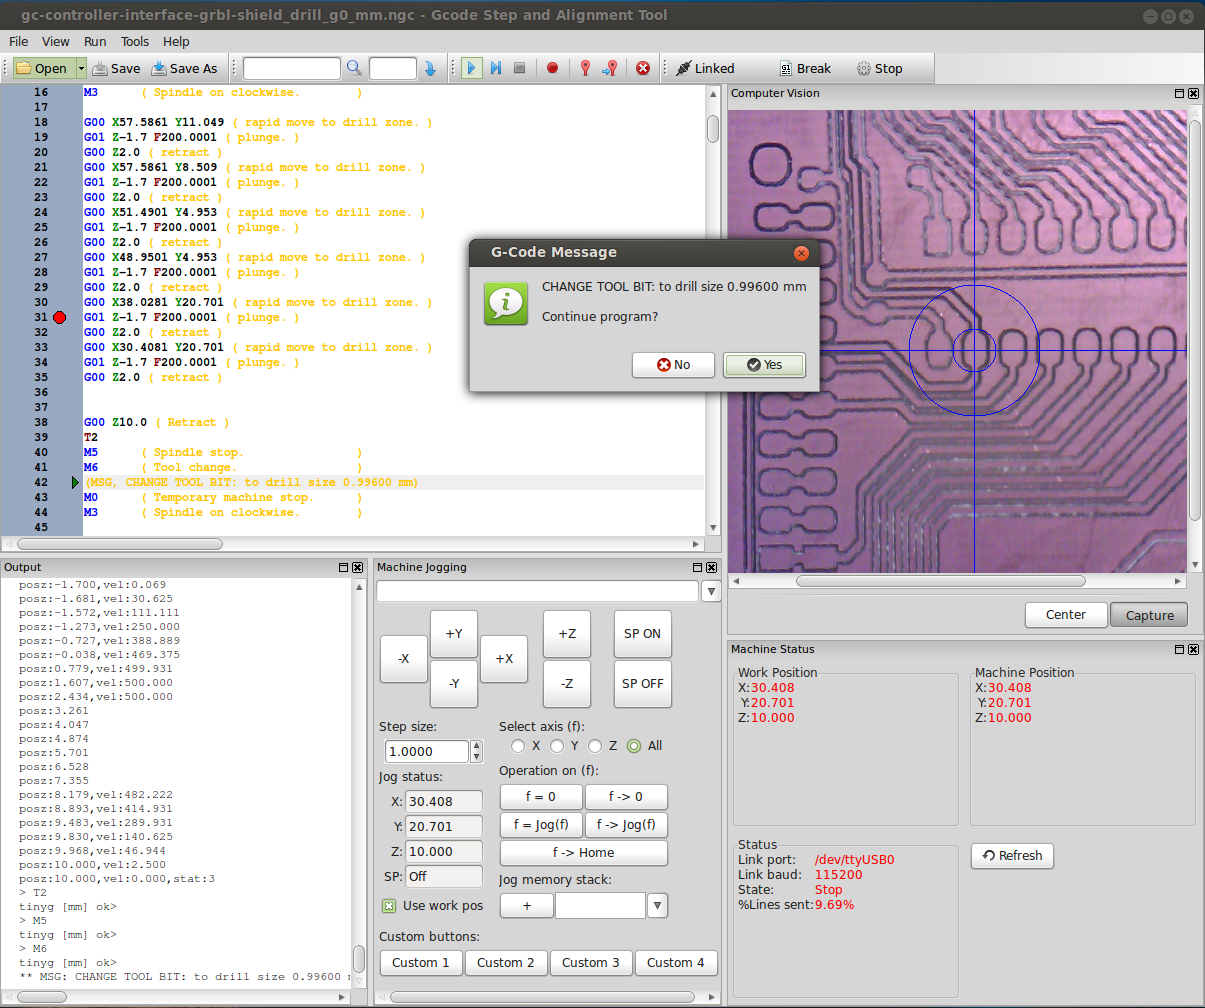 gc-controller-interface-grbl-shield_drill_g0_mm.ngc - Gcode Step and Alignment Tool
File View Run Tools Help
Open Save Save As Linked Break Stop
16 M3 ( Spindle on clockwise. )
17
18 G00 X57.5861 Y11.049 ( rapid move to drill zone. )
19 G01 Z-1.7 F200.0001 ( plunge. )
20 G00 Z2.0 ( retract )
21 G00 X57.5861 Y8.509 ( rapid move to drill zone. )
22 G01 Z-1.7 F200.0001 ( plunge. )
23 G00 Z2.0 ( retract )
24 G00 X51.4901 Y4.953 ( rapid move to drill zone. )
25 G01 Z-1.7 F200.0001 ( plunge. )
26 G00 Z2.0 ( retract )
27 G00 X48.9501 Y4.953 ( rapid move to drill zone. )
28 G01 Z-1.7 F200.0001 ( plunge. )
29 G00 Z2.0 ( retract )
30 G00 X38.0281 Y20.701 ( rapid move to drill zone. )
31 G01 Z-1.7 F200.0001 ( plunge. )
32 G00 Z2.0 ( retract )
33 G00 X30.4081 Y20.701 ( rapid move to drill zone. )
34 G01 Z-1.7 F200.0001 ( plunge. )
35 G00 Z2.0 ( retract )
36
37
38 G00 Z10.0 ( Retract )
39 T2
40 M5 ( Spindle stop. )
41 M6 ( Tool change. )
42 (MSG, CHANGE TOOL BIT: to drill size 0.99600 mm)
43 M0 ( Temporary machine stop. )
44 M3 ( Spindle on clockwise. )
45
G-Code Message
CHANGE TOOL BIT: to drill size 0.99600 mm
Continue program?
No Yes
Computer Vision
Center Capture
Output
posz:-1.700,vel:0.069
posz:-1.681,vel:30.625
posz:-1.572,vel:111.111
posz:-1.273,vel:250.000
posz:-0.727,vel:388.889
posz:-0.038,vel:469.375
posz:0.779,vel:499.931
posz:1.607,vel:500.000
posz:2.434,vel:500.000
posz:3.261
posz:4.047
posz:4.874
posz:5.701
posz:6.528
posz:7.355
posz:8.179,vel:482.222
posz:8.893,vel:414.931
posz:9.483,vel:289.931
posz:9.830,vel:140.625
posz:9.968,vel:46.944
posz:10.000,vel:2.500
posz:10.000,vel:0.000,stat:3
> T2
tinyg [mm] ok>
> M5
tinyg [mm] ok>
> M6
tinyg [mm] ok>
** MSG: CHANGE TOOL BIT: to drill size 0.99600
Machine Jogging
+Y +Z SP ON
-X +X
-Y -Z SP OFF
Step size:
1.0000
Select axis (f):
X Y Z All
Jog status:
X: 30.408
Y: 20.701
Z: 10.000
SP: Off
Use work pos
Operation on (f):
f = 0 f -> 0
f = Jog(f) f -> Jog(f)
f -> Home
Jog memory stack:
+
Custom buttons:
Custom 1 Custom 2 Custom 3 Custom 4
Machine Status
Work Position
X:30.408
Y:20.701
Z:10.000
Machine Position
X:30.408
Y:20.701
Z:10.000
Status
Link port: /dev/ttyUSB0
Link baud: 115200
State: Stop
%Lines sent:9.69%
Refresh